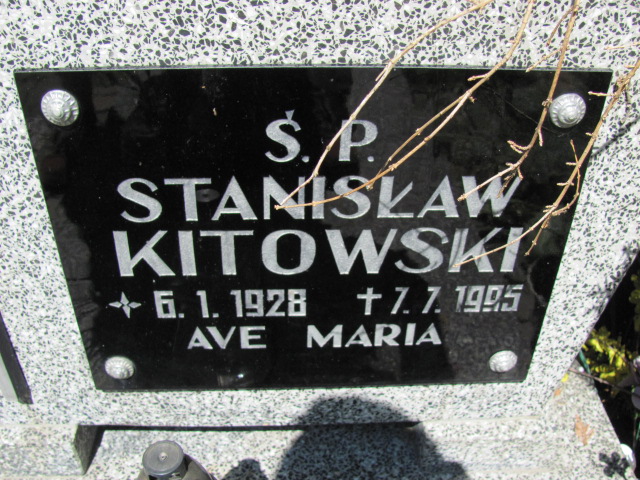 Ś. P.
STANISŁAW
KITOWSKI
6. 1. 1928 † 7. 7. 1995
AVE MARIA